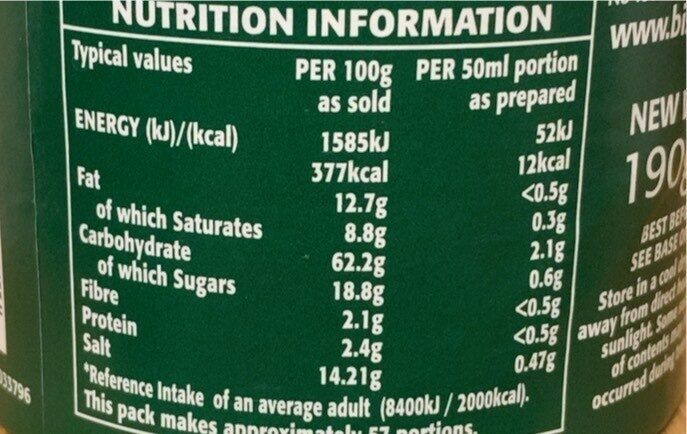 NUTRITION INFORMATION
Typical values PER 100g as sold PER 50ml portion as prepared
ENERGY (kJ)/(kcal) 1585kJ 52kJ
377kcal 12kcal
Fat 12.7g <0.5g
of which Saturates 8.8g 0.3g
Carbohydrate 62.2g 2.1g
of which Sugars 18.8g 0.6g
Fibre 2.1g <0.5g
Protein 2.4g <0.5g
Salt 14.21g 0.47g
*Reference Intake of an average adult (8400kJ / 2000kcal).
This pack makes approximately 57 portions.
www.bi
NEW
190g
BEST BEF
SEE BASE
Store in a cool
away from direct
sunlight. Some
of contents
occurred during
033796